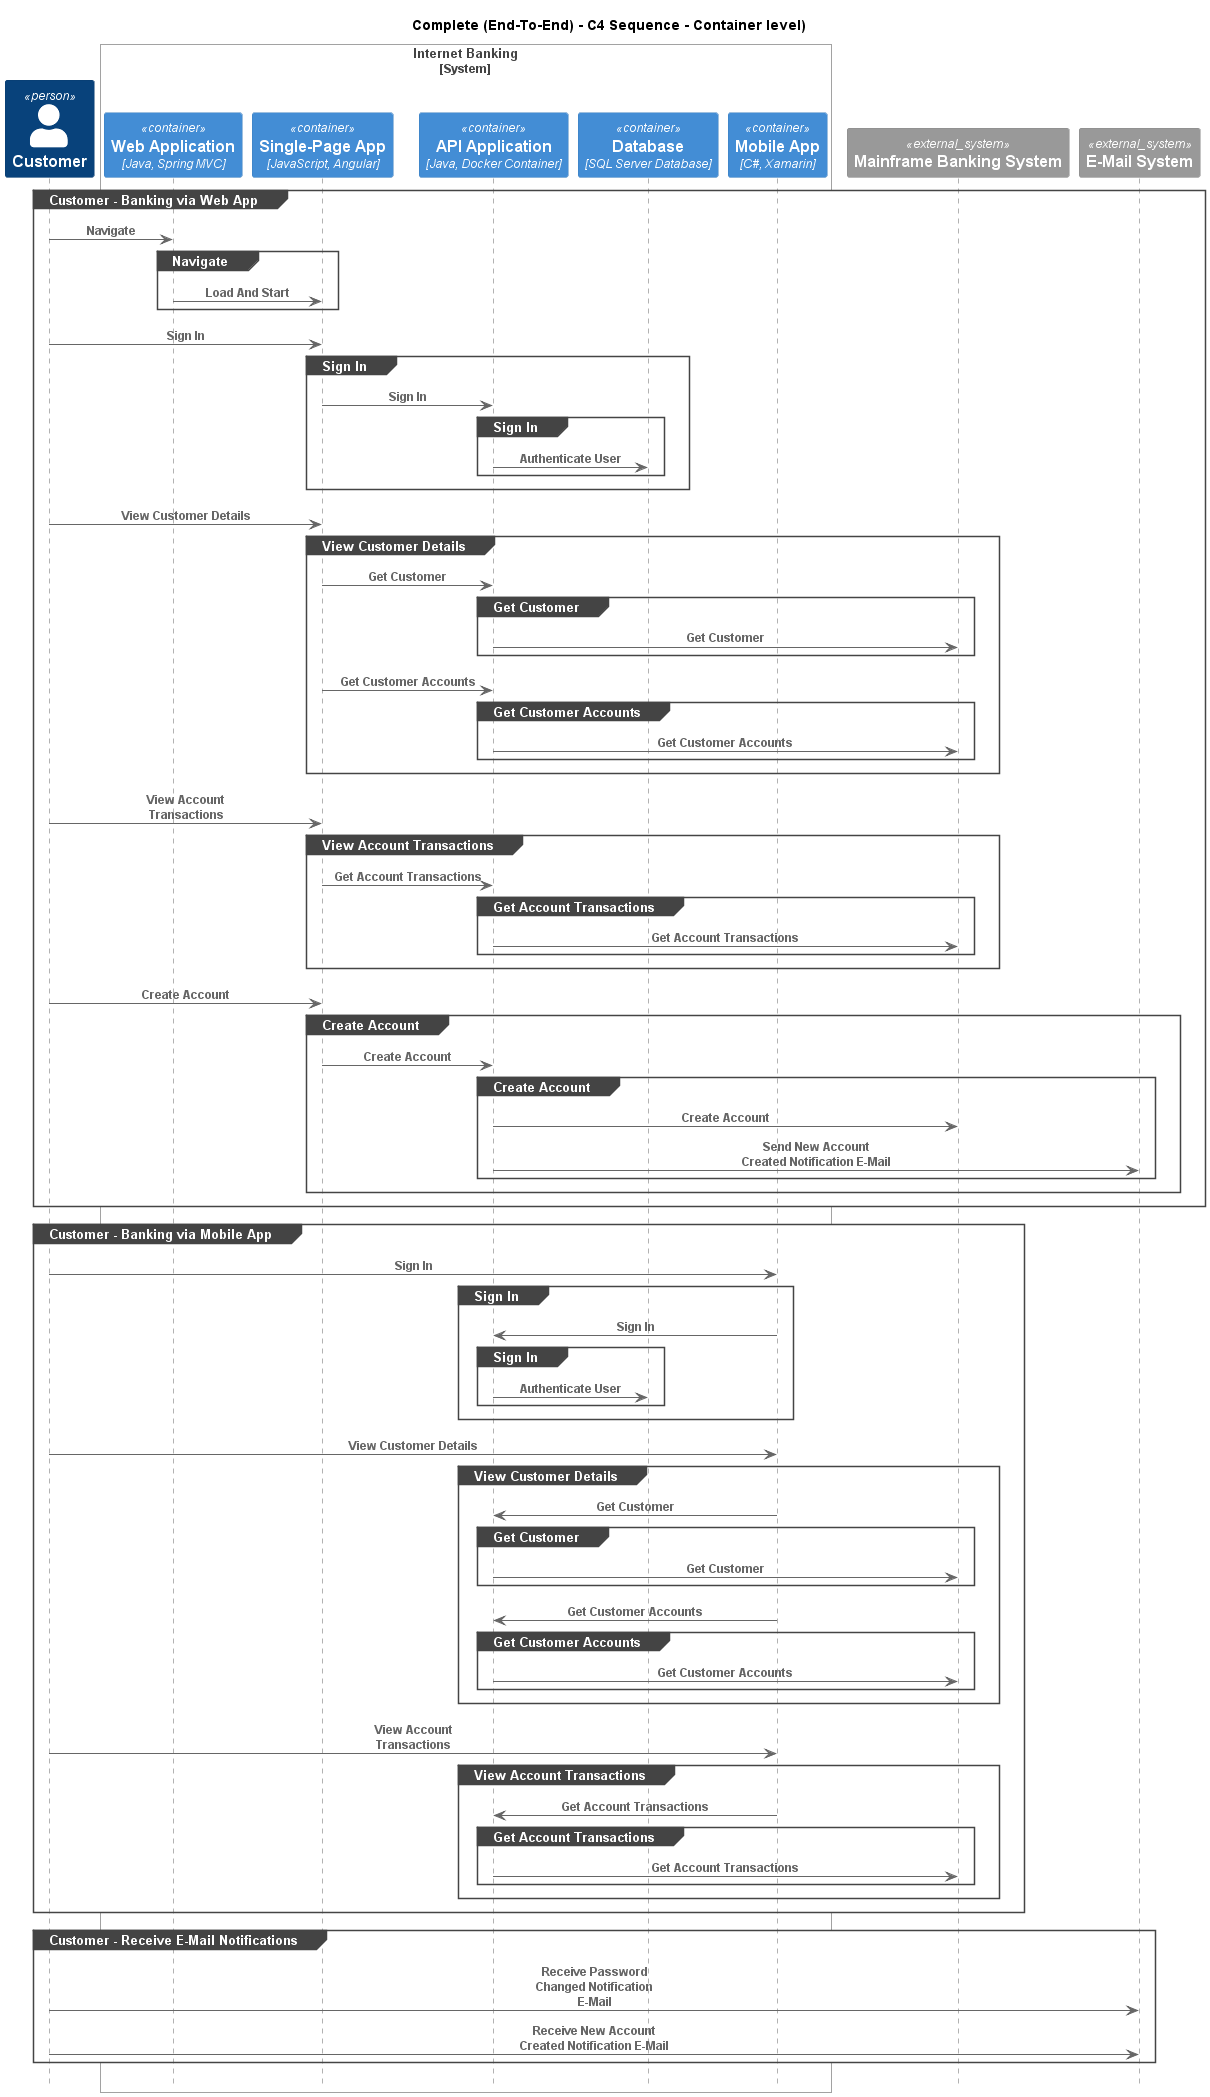 Complete (End-To-End) - C4 Sequence - Container level)
Internet Banking
[System]
«person»
Customer
«container»
Web Application
[Java, Spring MVC]
«container»
Single-Page App
[JavaScript, Angular]
«container»
API Application
[Java, Docker Container]
«container»
Database
[SQL Server Database]
«container»
Mobile App
[C#, Xamarin]
«external_system»
Mainframe Banking System
«external_system»
E-Mail System
Customer - Banking via Web App
Navigate
Navigate
Load And Start
Sign In
Sign In
Sign In
Sign In
Authenticate User
View Customer Details
View Customer Details
Get Customer
Get Customer
Get Customer
Get Customer Accounts
Get Customer Accounts
Get Customer Accounts
View Account
Transactions
View Account Transactions
Get Account Transactions
Get Account Transactions
Get Account Transactions
Create Account
Create Account
Create Account
Create Account
Create Account
Send New Account
Created Notification E-Mail
Customer - Banking via Mobile App
Sign In
Sign In
Sign In
Sign In
Authenticate User
View Customer Details
View Customer Details
Get Customer
Get Customer
Get Customer
Get Customer Accounts
Get Customer Accounts
Get Customer Accounts
View Account
Transactions
View Account Transactions
Get Account Transactions
Get Account Transactions
Get Account Transactions
Customer - Receive E-Mail Notifications
Receive Password
Changed Notification
E-Mail
Receive New Account
Created Notification E-Mail